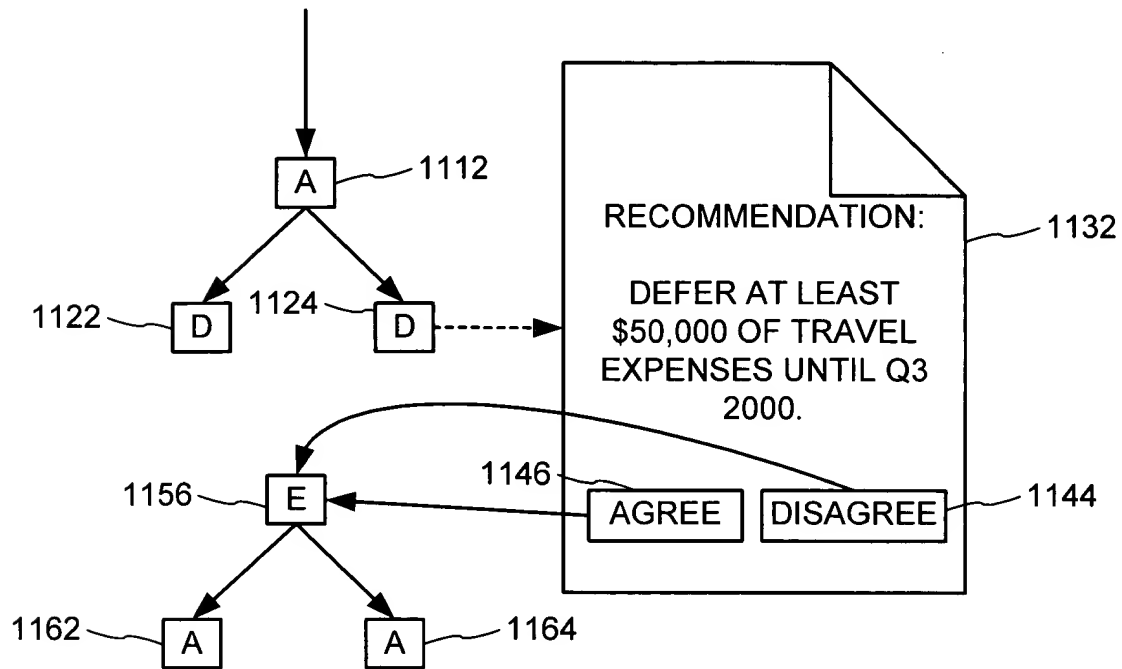 A 1112
RECOMMENDATION:
1132
1122 D 1124 D
DEFER AT LEAST
$50,000 OF TRAVEL
EXPENSES UNTIL Q3
2000.
1146
1156 E
AGREE DISAGREE 1144
1162 A A 1164